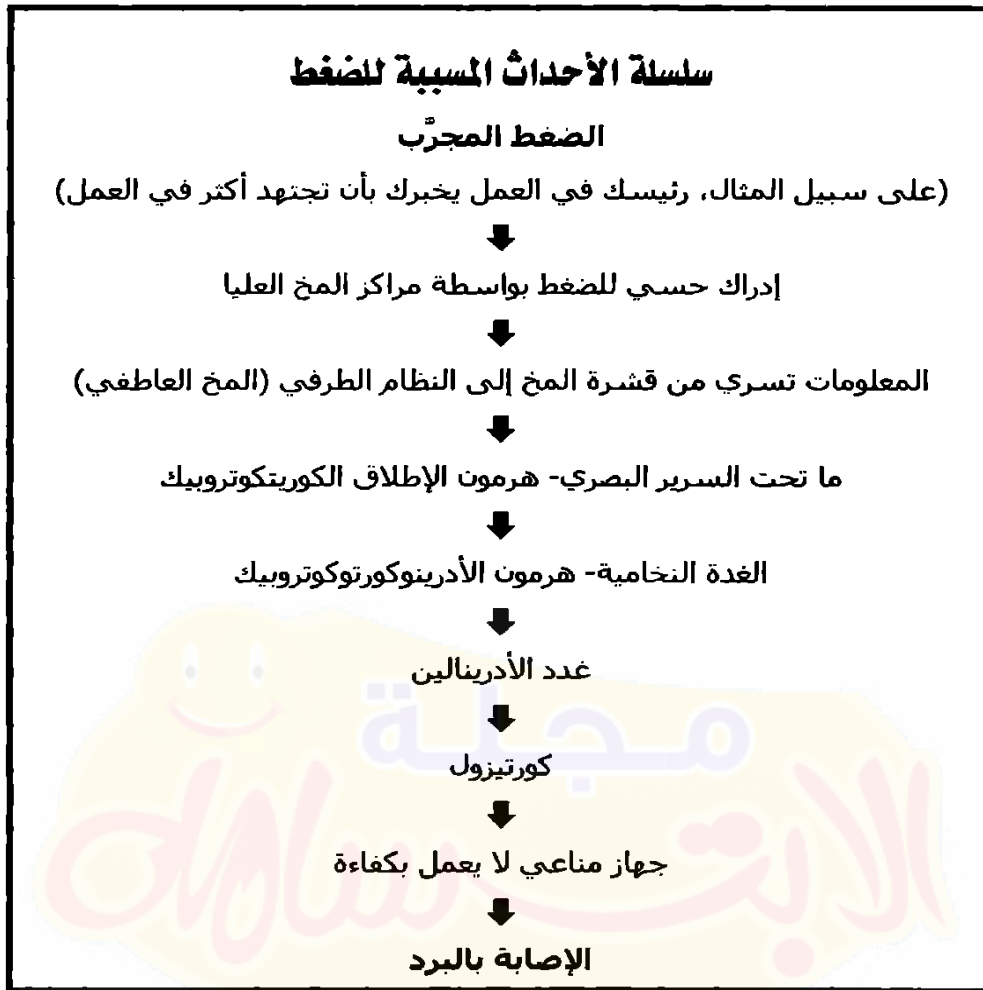 سلسلة الأحداث المسببة للضغط
الضغط المجرَّب
(على سبيل المثال، رئيسك في العمل يخبرك بأن تجتهد أكثر في العمل)
إدراك حسي للضغط بواسطة مراكز المخ العليا
المعلومات تسري من قشرة المخ إلى النظام الطرفي (المخ العاطفي)
ما تحت السرير البصري- هرمون الإطلاق الكوريتكوتروبيك
الغدة النخامية- هرمون الأدرينوكورتوكوتروبيك
غدد الأدرينالين
مجلة
كورتيزول
جهاز مناعي لا يعمل بكفاءة
الابتسامة
الإصابة بالبرد